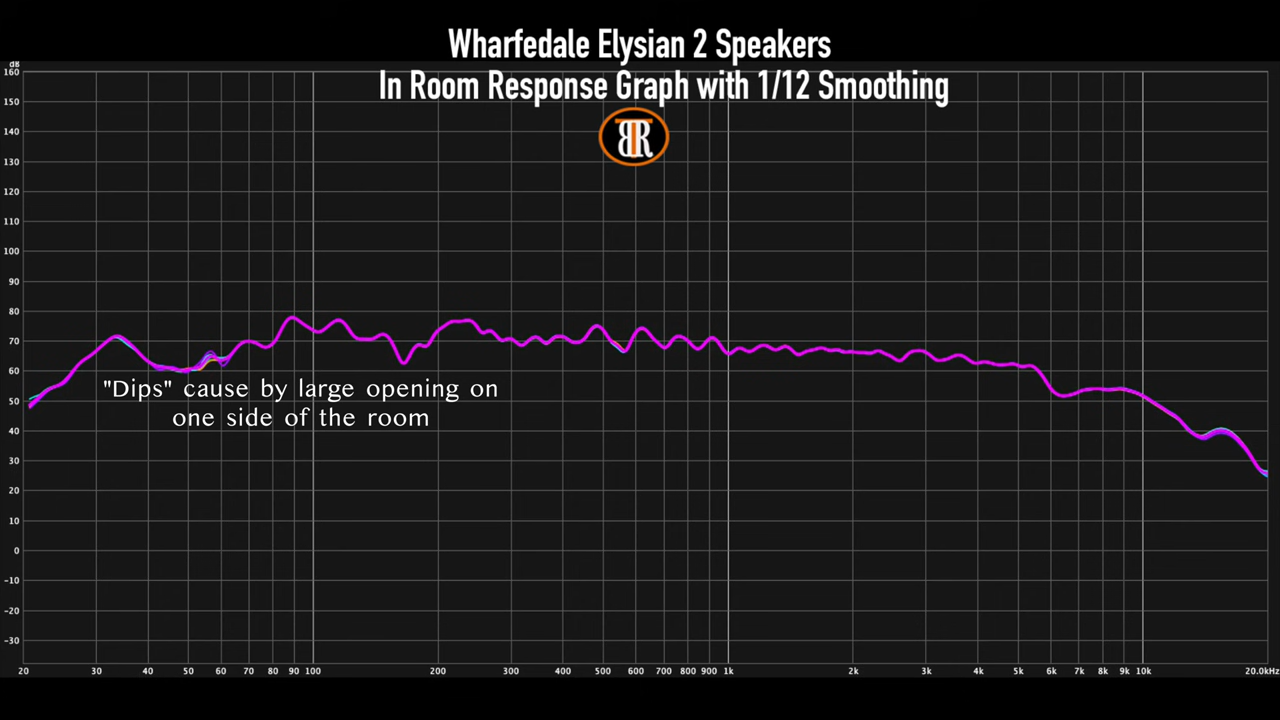 Wharfedale Elysian 2 Speakers
In Room Response Graph with 1/12 Smoothing
TBR
dB
160
150
140
130
120
110
100
90
80
70
60
50
40
30
20
10
0
-10
-20
-30
"Dips" cause by large opening on
one side of the room
20 30 40 50 60 70 80 90 100 200 300 400 500 600 700 800 900 1k 2k 3k 4k 5k 6k 7k 8k 9k 10k 20.0kHz